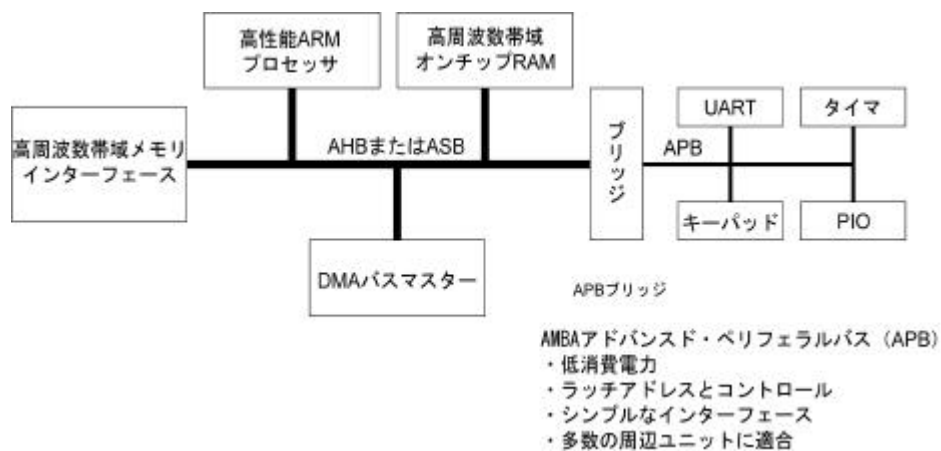 高性能ARM
プロセッサ
高周波数帯域
オンチップRAM
高周波数帯域メモリ
インターフェース
AHBまたはASB
ブリッジ
APB
UART
タイマ
キーパッド
PIO
DMAバスマスター
APBブリッジ
AMBAアドバンスド・ペリフェラルバス（APB）
・低消費電力
・ラッチアドレスとコントロール
・シンプルなインターフェース
・多数の周辺ユニットに適合